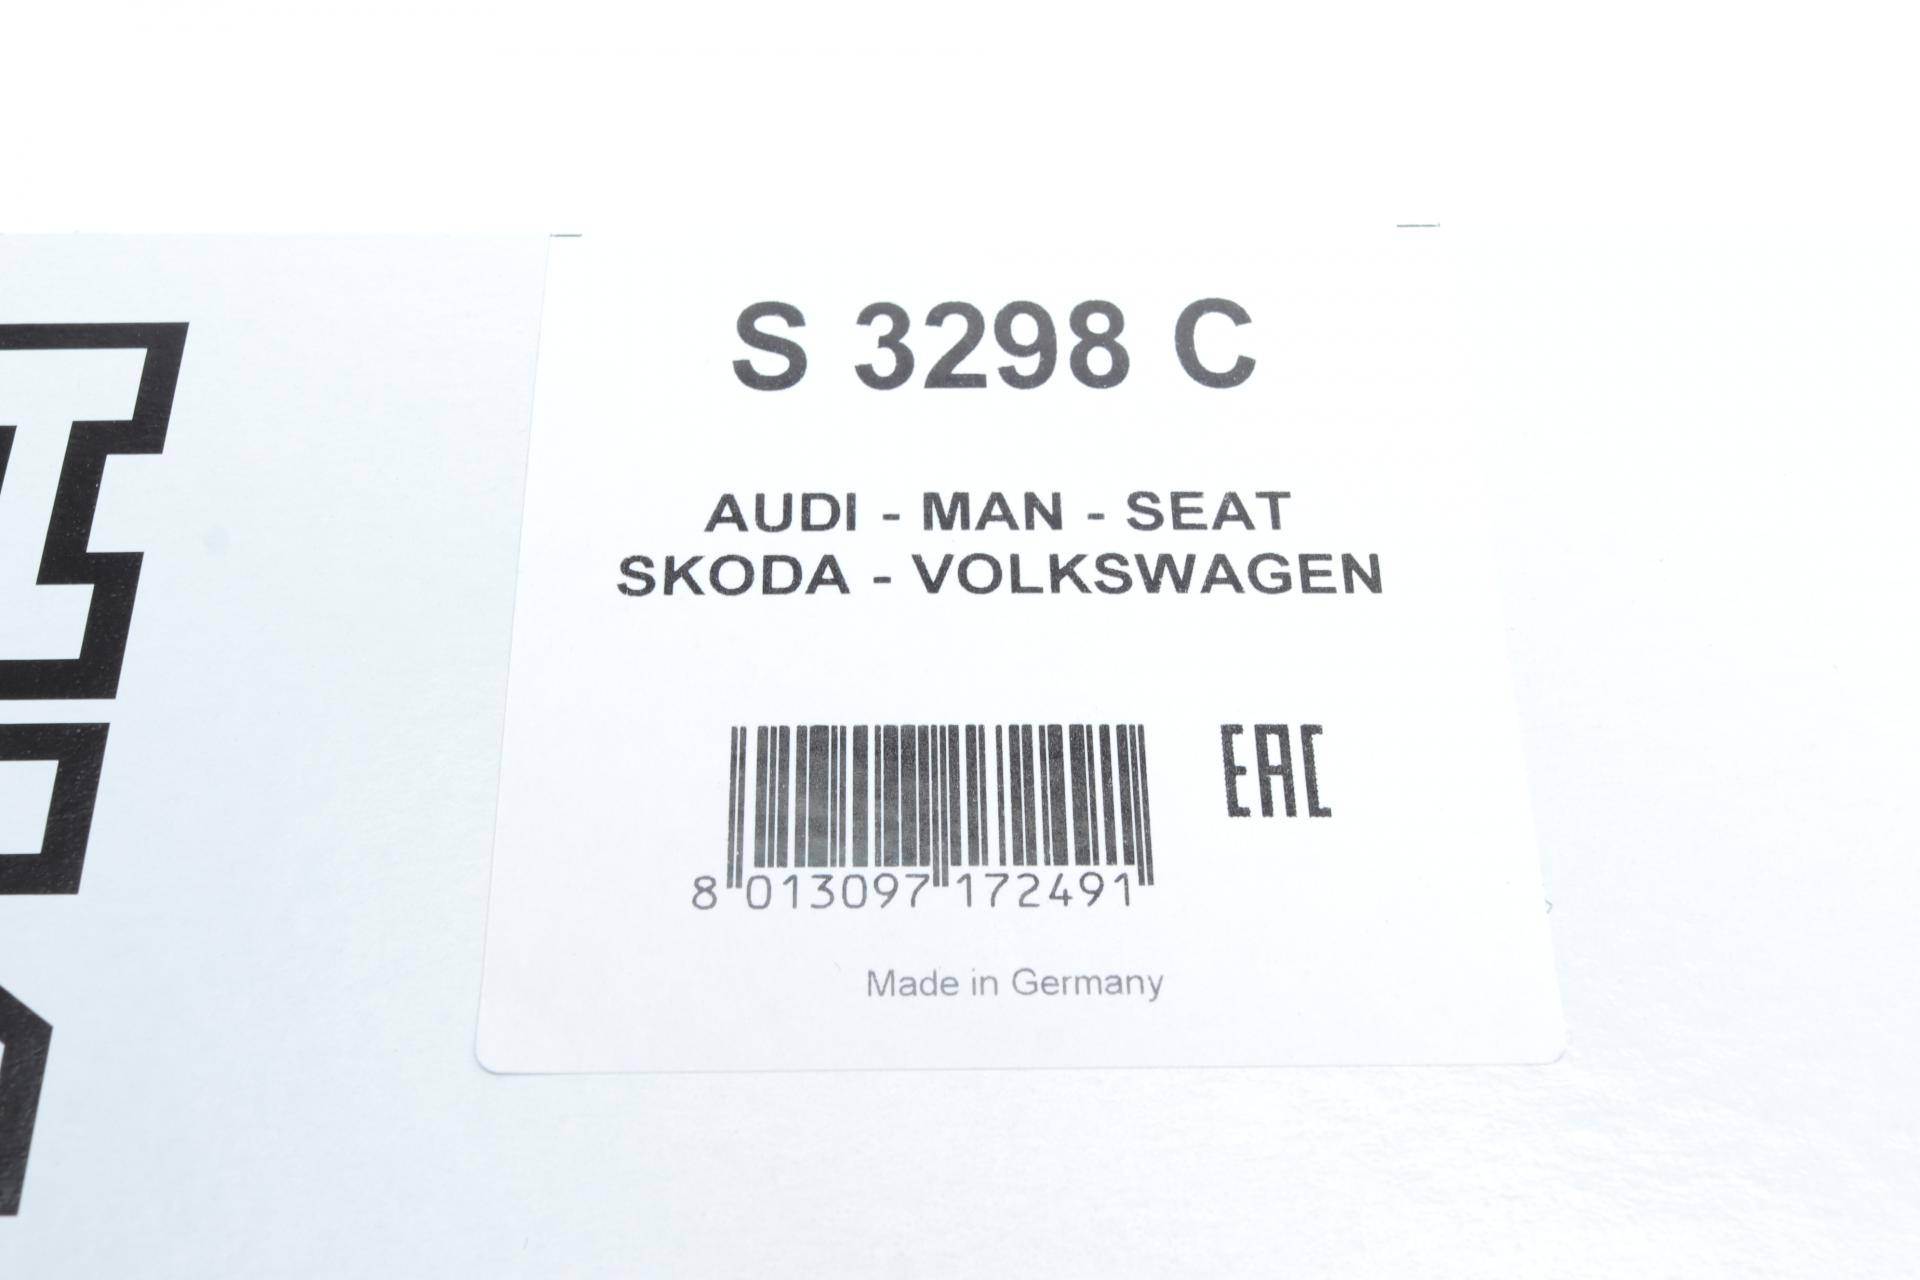 S 3298 C
AUDI - MAN - SEAT
SKODA - VOLKSWAGEN
EAC
8 013097 172491
Made in Germany